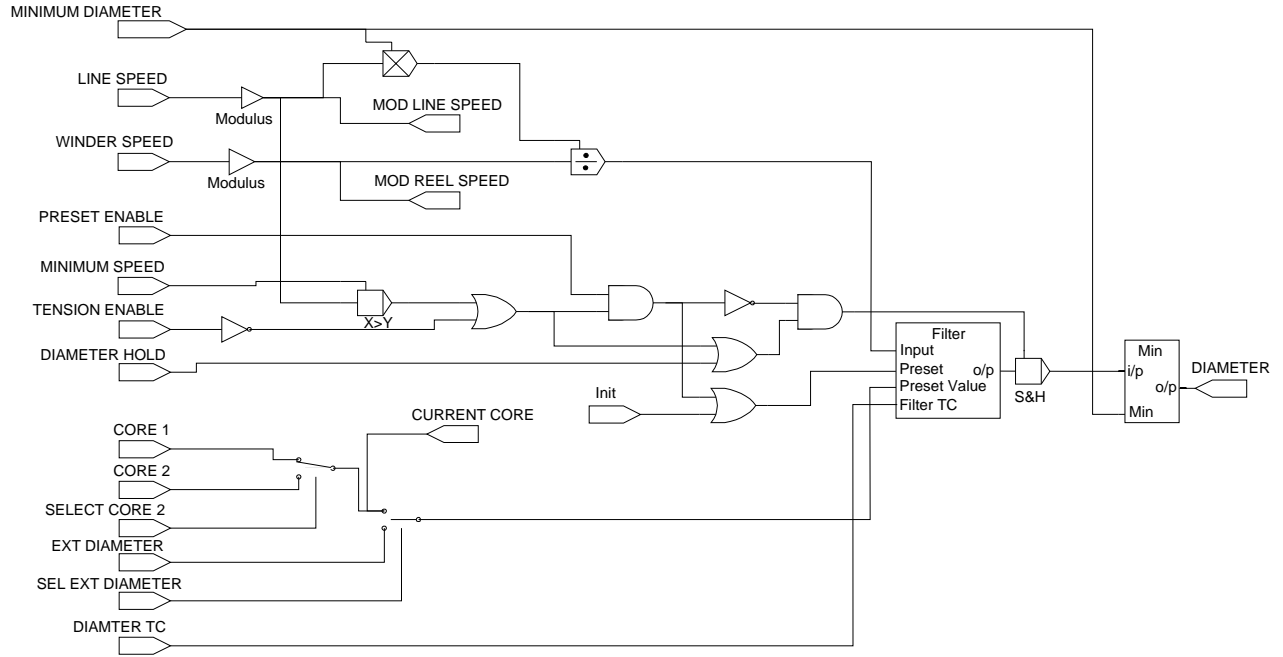 MINIMUM DIAMETER
LINE SPEED
Modulus
MOD LINE SPEED
WINDER SPEED
Modulus
MOD REEL SPEED
PRESET ENABLE
MINIMUM SPEED
TENSION ENABLE
X>Y
DIAMETER HOLD
Filter
Input
Preset
o/p
Preset Value
Filter TC
S&H
Min
i/p
o/p
Min
DIAMETER
Init
CURRENT CORE
CORE 1
CORE 2
SELECT CORE 2
EXT DIAMETER
SEL EXT DIAMETER
DIAMTER TC